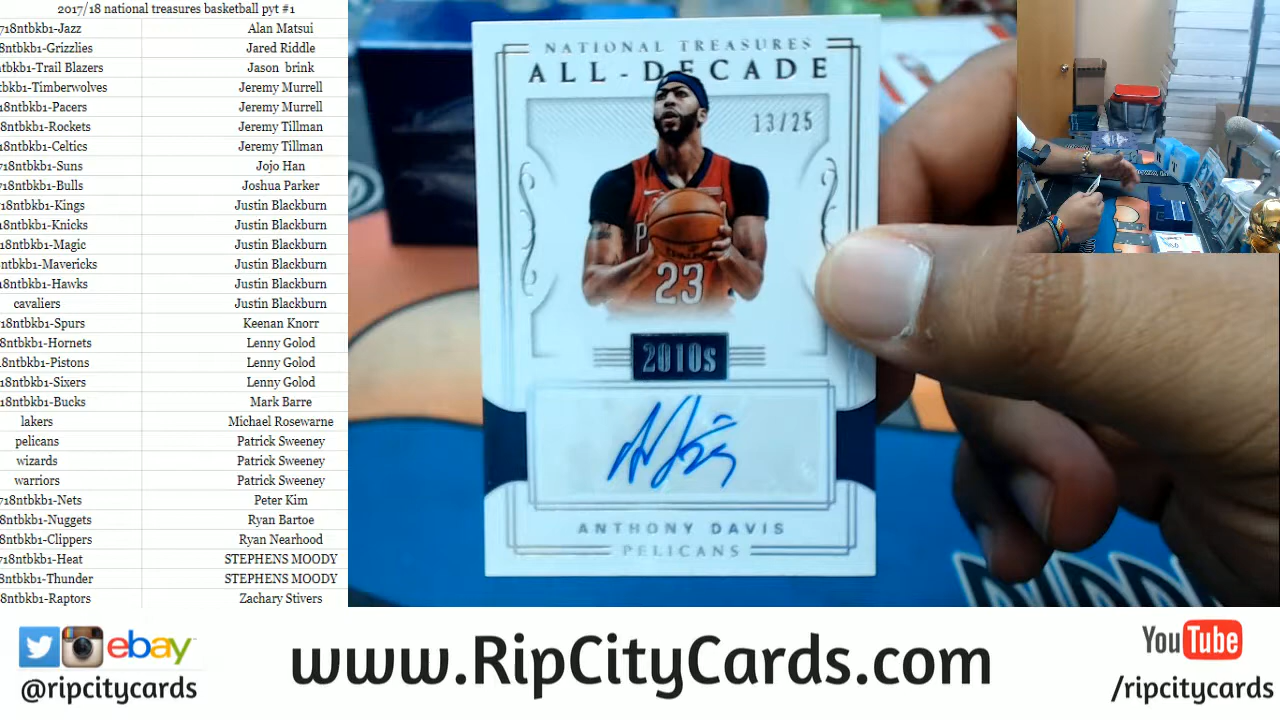 2017/18 national treasures basketball pyt #1
718ntbkb1-Jazz Alan Matsui
8ntbkb1-Grizzlies Jared Riddle
tbkb1-Trail Blazers Jason brink
bkb1-Timberwolves Jeremy Murrell
8ntbkb1-Pacers Jeremy Murrell
8ntbkb1-Rockets Jeremy Tillman
8ntbkb1-Celtics Jeremy Tillman
718ntbkb1-Suns Jojo Han
718ntbkb1-Bulls Joshua Parker
718ntbkb1-Kings Justin Blackburn
8ntbkb1-Knicks Justin Blackburn
718ntbkb1-Magic Justin Blackburn
ntbkb1-Mavericks Justin Blackburn
718ntbkb1-Hawks Justin Blackburn
cavaliers Justin Blackburn
18ntbkb1-Spurs Keenan Knorr
8ntbkb1-Hornets Lenny Golod
18ntbkb1-Pistons Lenny Golod
18ntbkb1-Sixers Lenny Golod
18ntbkb1-Bucks Mark Barre
lakers Michael Rosewarne
pelicans Patrick Sweeney
wizards Patrick Sweeney
warriors Patrick Sweeney
718ntbkb1-Nets Peter Kim
8ntbkb1-Nuggets Ryan Bartoe
8ntbkb1-Clippers Ryan Nearhood
718ntbkb1-Heat STEPHENS MOODY
8ntbkb1-Thunder STEPHENS MOODY
8ntbkb1-Raptors Zachary Stivers
NATIONAL TREASURES
ALL-DECADE
13/25
P
23
2010s
ANTHONY DAVIS
PELICANS
ebay
@ripcitycards
www.RipCityCards.com
YouTube
/ripcitycards